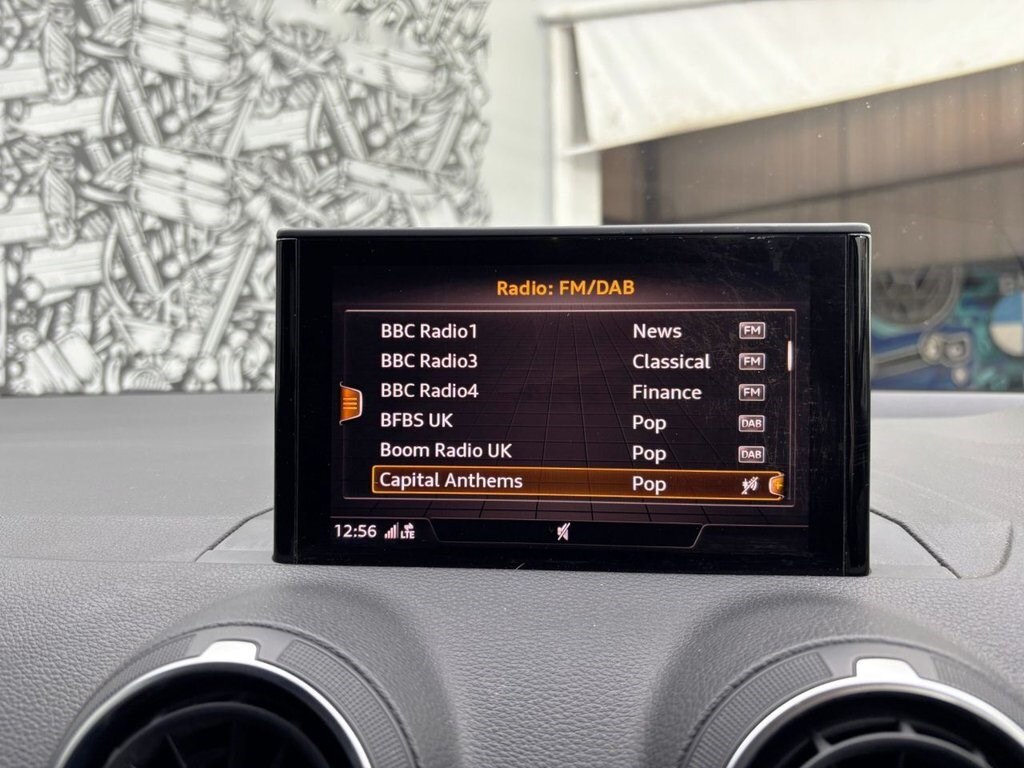 Radio: FM/DAB
BBC Radio1 News FM
BBC Radio3 Classical FM
BBC Radio4 Finance FM
BFBS UK Pop DAB
Boom Radio UK Pop DAB
Capital Anthems Pop
12:56 LTE